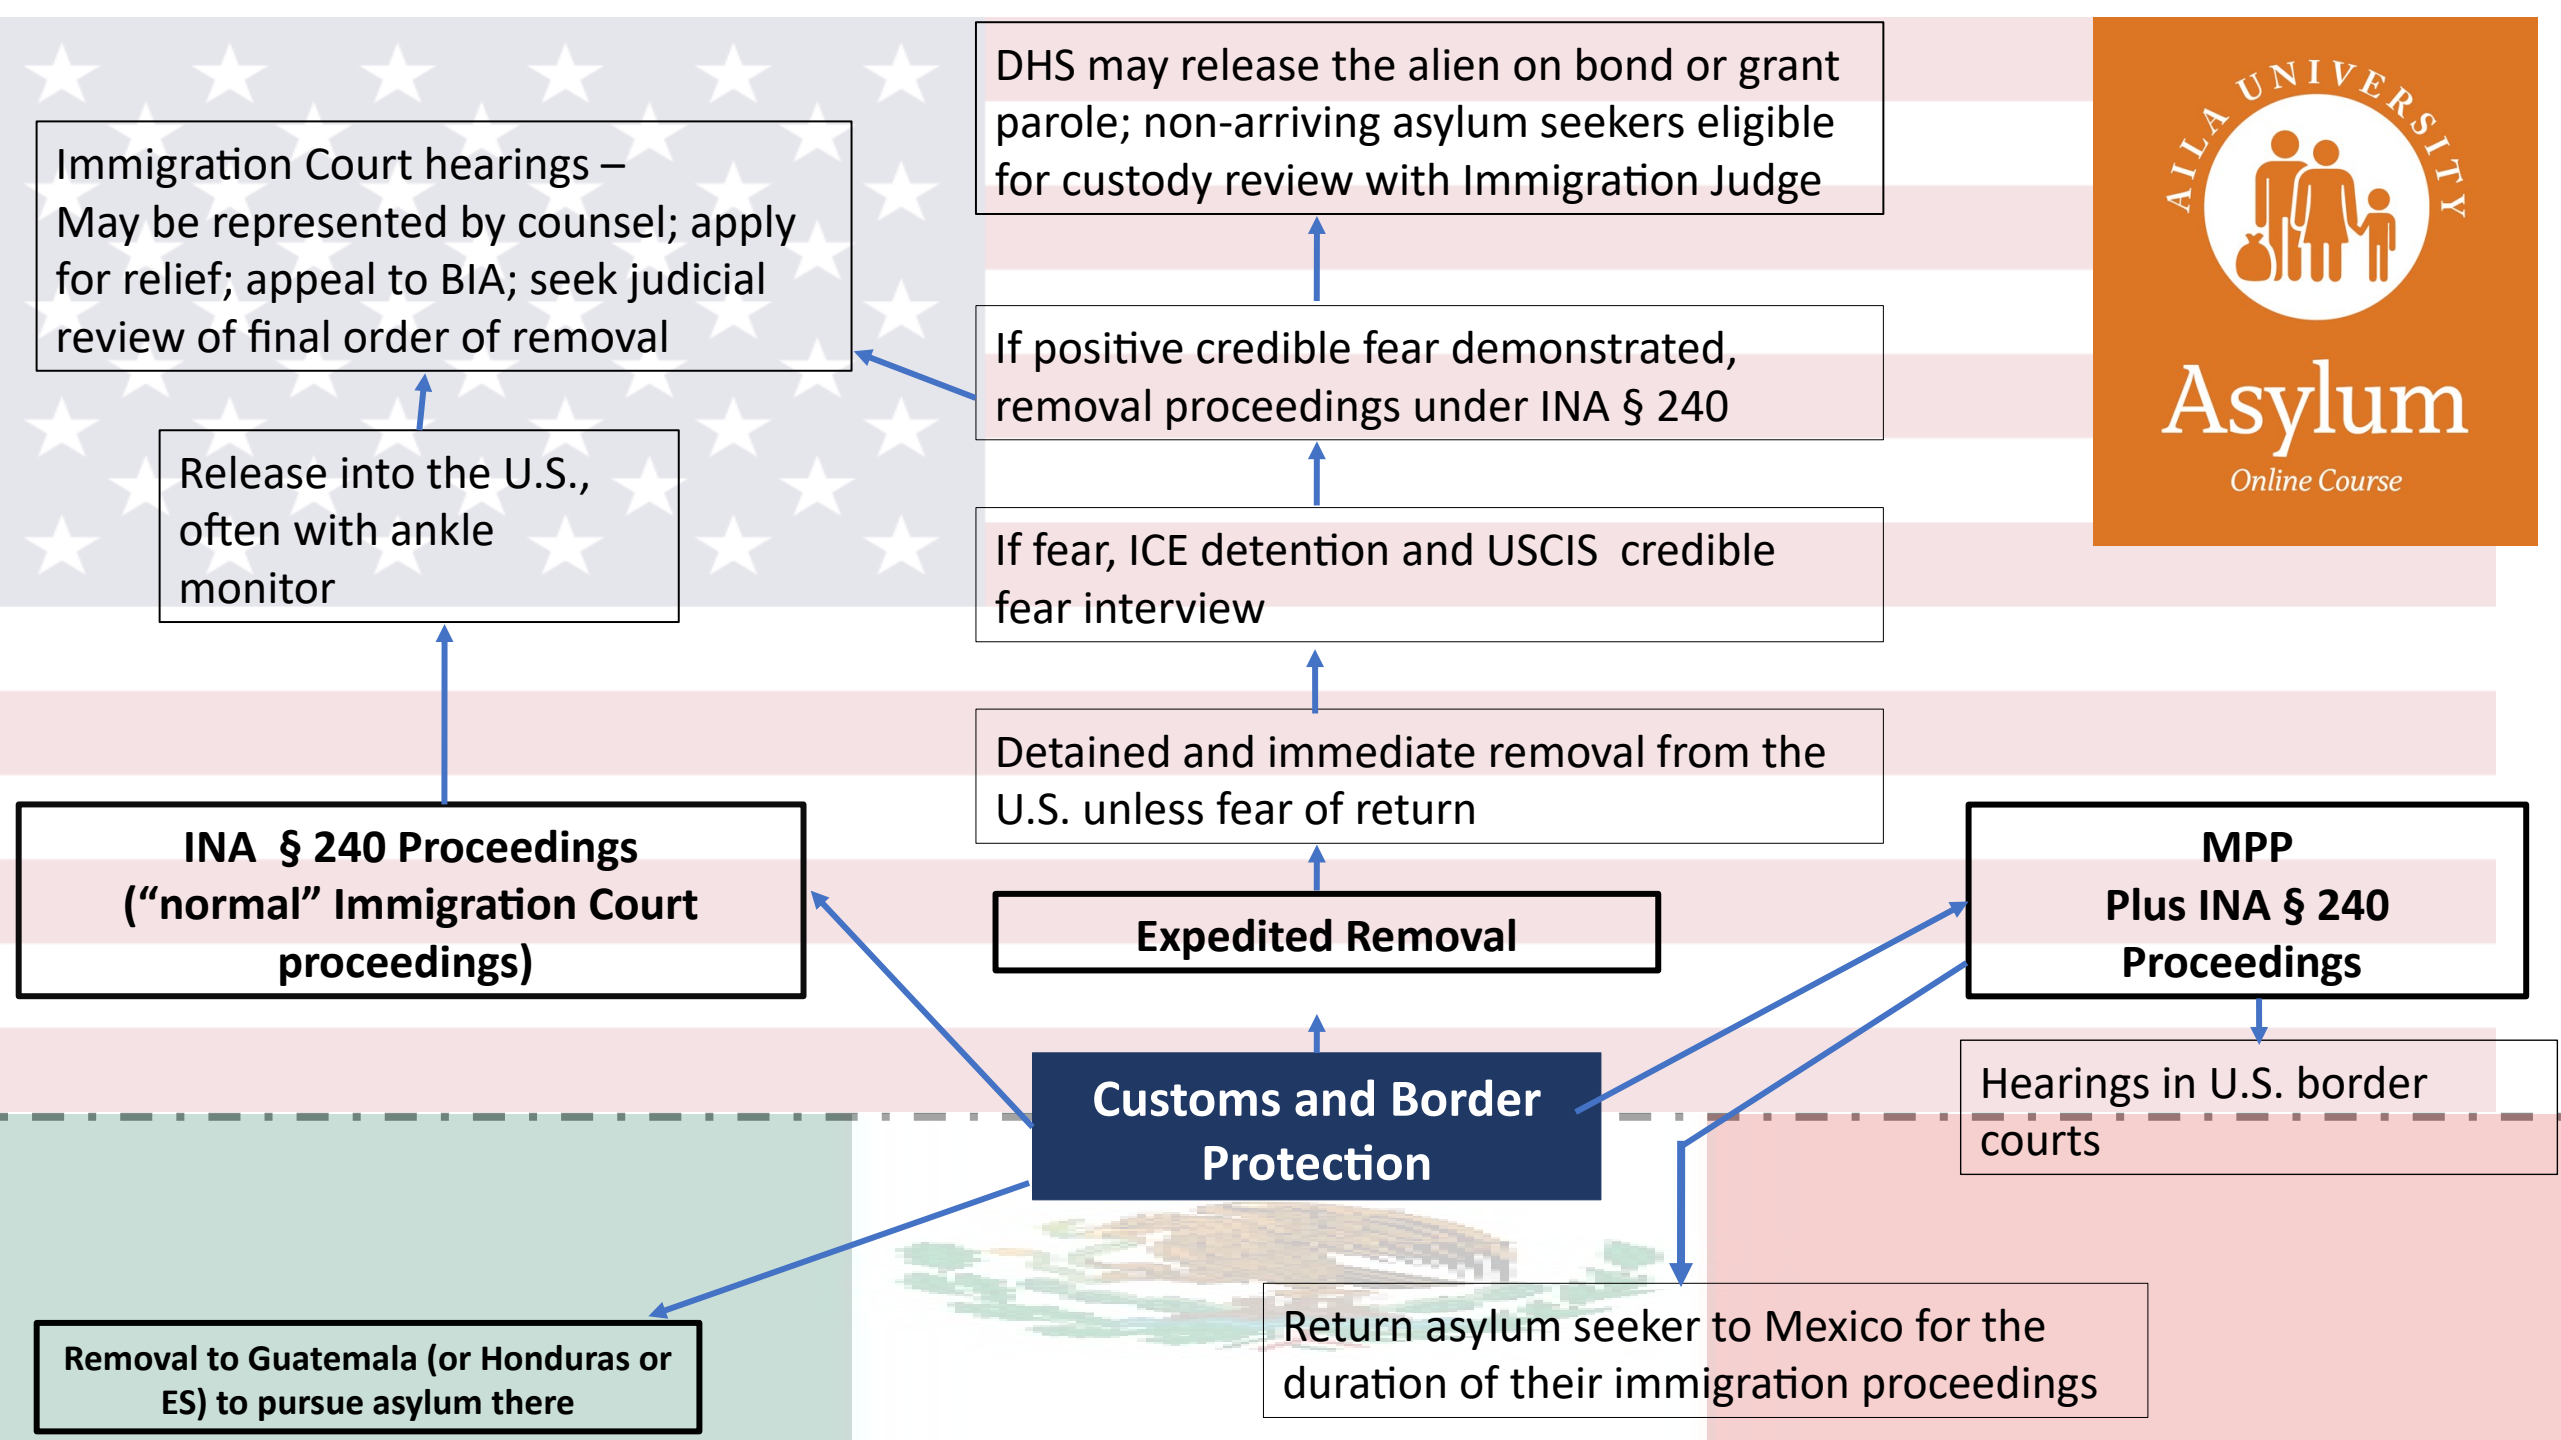 DHS may release the alien on bond or grant
parole; non-arriving asylum seekers eligible
for custody review with Immigration Judge
AILA UNIVERSITY
Asylum
Online Course
Immigration Court hearings –
May be represented by counsel; apply
for relief; appeal to BIA; seek judicial
review of final order of removal
If positive credible fear demonstrated,
removal proceedings under INA § 240
Release into the U.S.,
often with ankle
monitor
If fear, ICE detention and USCIS  credible
fear interview
Detained and immediate removal from the
U.S. unless fear of return
INA  § 240 Proceedings
(“normal” Immigration Court
proceedings)
Expedited Removal
MPP
Plus INA § 240
Proceedings
Customs and Border
Protection
Hearings in U.S. border
courts
Removal to Guatemala (or Honduras or
ES) to pursue asylum there
Return asylum seeker to Mexico for the
duration of their immigration proceedings